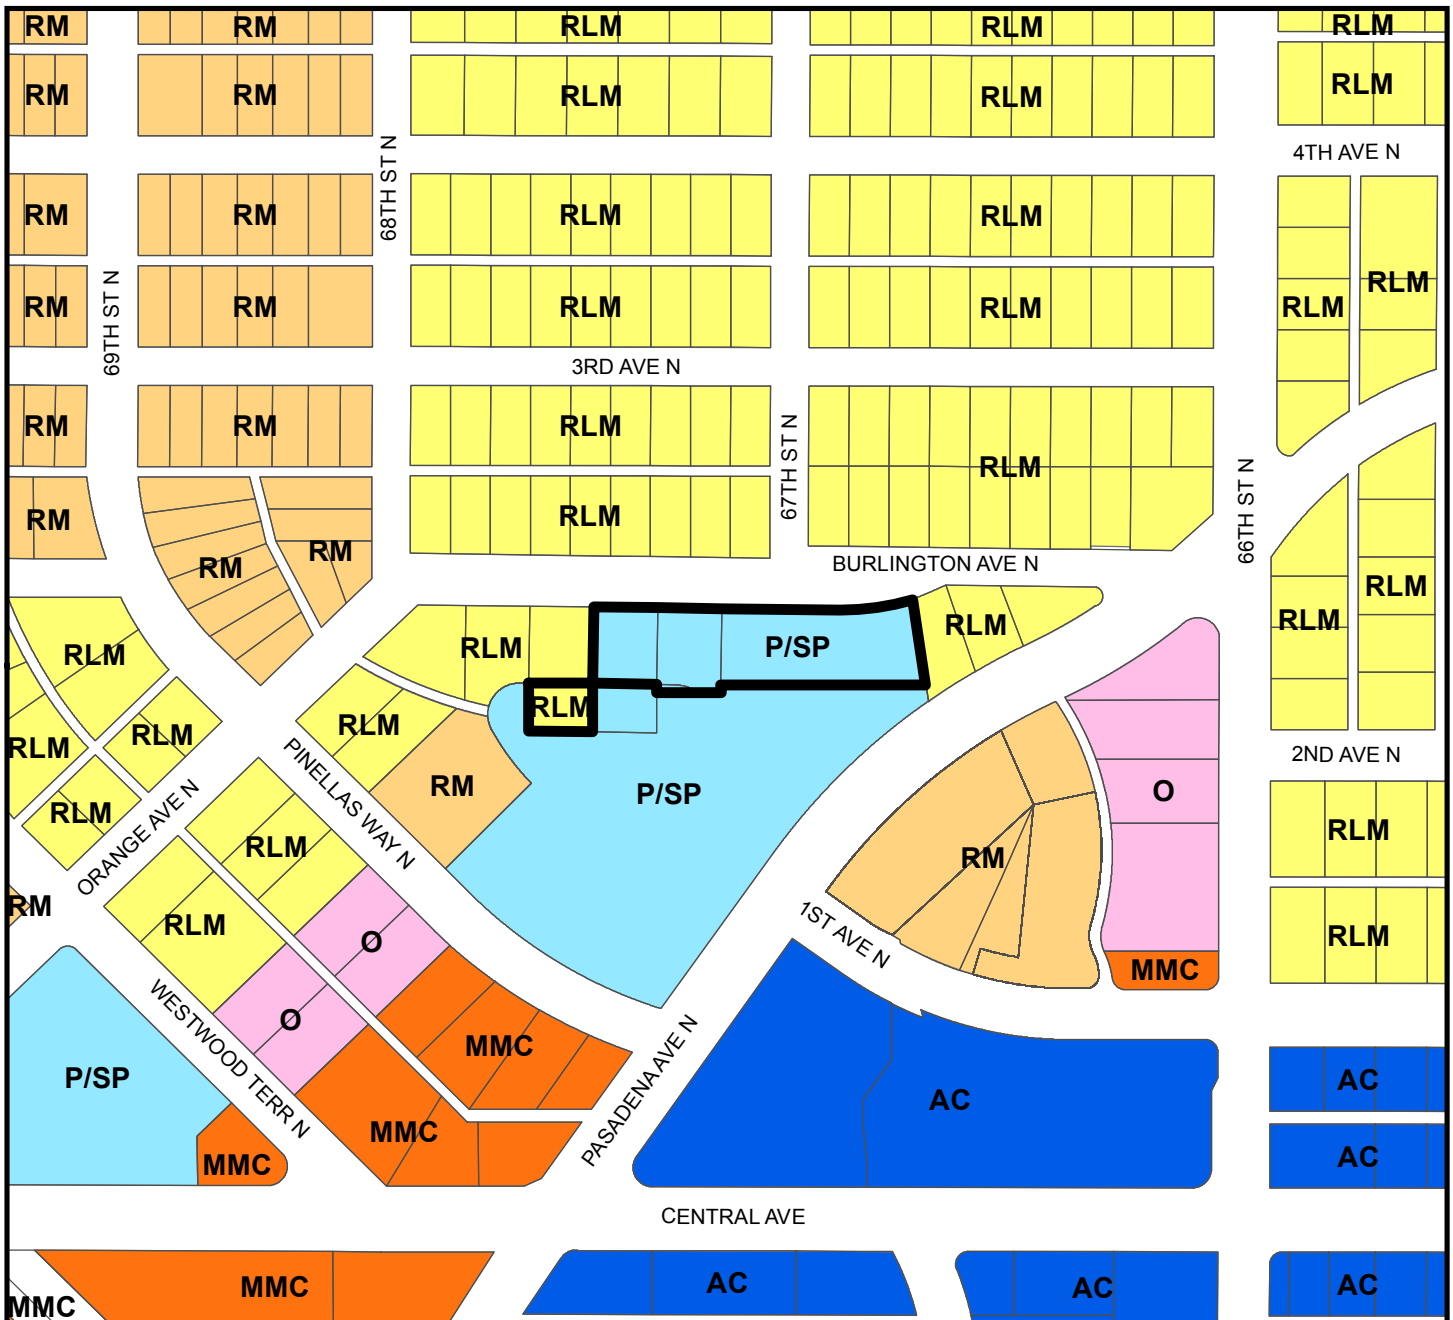 RM
RM
RLM
RLM
RLM
RM
RM
RLM
RLM
RLM
4TH AVE N
68TH ST N
RM
RM
RLM
RLM
RLM
RLM
69TH ST N
RM
RM
RLM
RLM
3RD AVE N
RM
RM
RLM
67TH ST N
RLM
66TH ST N
RM
RM
RM
RLM
BURLINGTON AVE N
RLM
RLM
RLM
RLM
P/SP
RLM
RLM
RLM
RLM
RLM
RLM
2ND AVE N
PINELLAS WAY N
RM
P/SP
O
RLM
ORANGE AVE N
RLM
RM
RLM
RM
RLM
O
1ST AVE N
RLM
MMC
WESTWOOD TERR N
O
MMC
PASADENA AVE N
P/SP
AC
AC
MMC
MMC
AC
CENTRAL AVE
MMC
MMC
AC
AC
AC